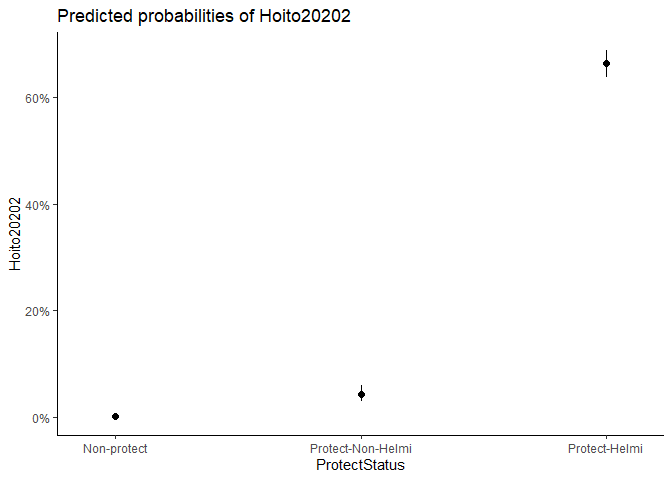 Predicted probabilities of Hoito20202
Hoito20202
60%
40%
20%
0%
Non-protect
Protect-Non-Helmi
Protect-Helmi
ProtectStatus